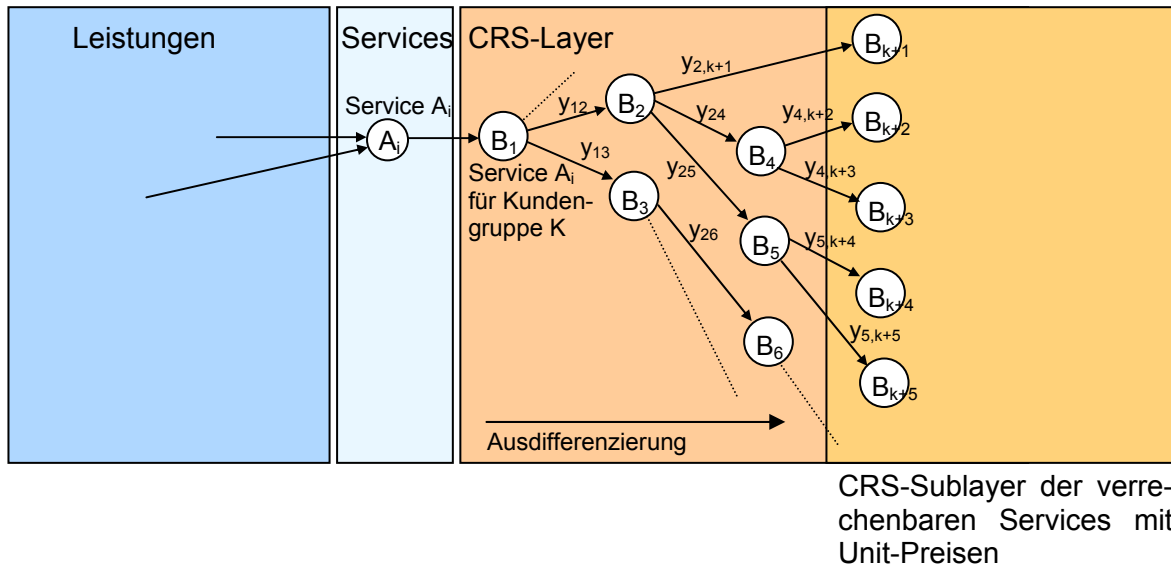 Leistungen
Services
CRS-Layer
Service Aᵢ
Aᵢ
B₁
Service Aᵢ
für Kunden-
gruppe K
y₁₂
y₁₃
B₂
B₃
y₂,ₖ₊₁
y₂₄
y₂₅
y₂₆
B₄
B₅
B₆
y₄,ₖ₊₂
y₄,ₖ₊₃
y₅,ₖ₊₄
y₅,ₖ₊₅
Bₖ₊₁
Bₖ₊₂
Bₖ₊₃
Bₖ₊₄
Bₖ₊₅
Ausdifferenzierung
CRS-Sublayer der verre-
chenbaren Services mit
Unit-Preisen